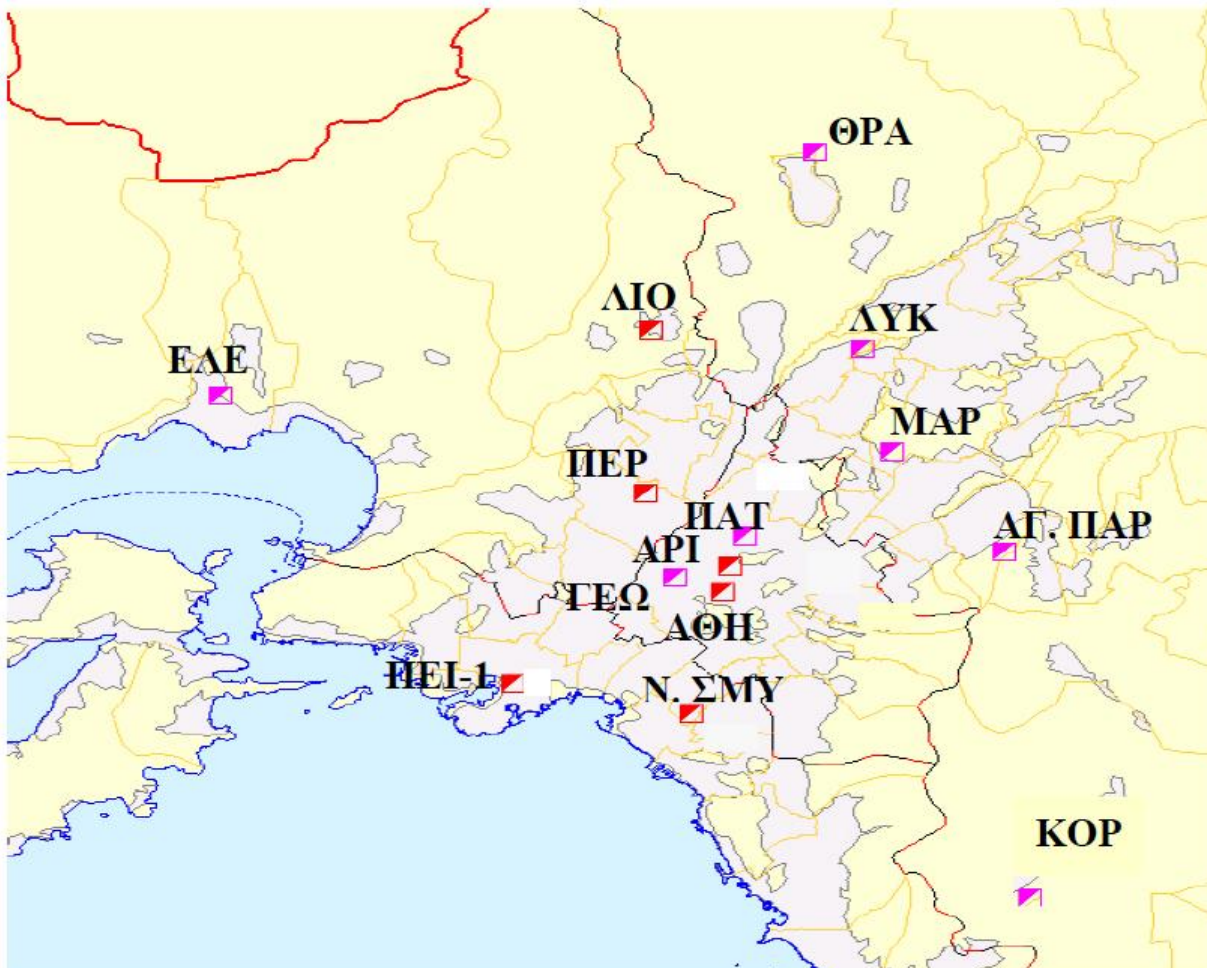 ΘΡΑ
ΛΙΟ
ΛΥΚ
ΕΛΕ
ΜΑΡ
ΠΕΡ
ΠΑΤ
ΑΓ. ΠΑΡ
ΑΡΙ
ΓΕΩ
ΑΘΗ
ΠΕΙ-1
Ν. ΣΜΥ
ΚΟΡ